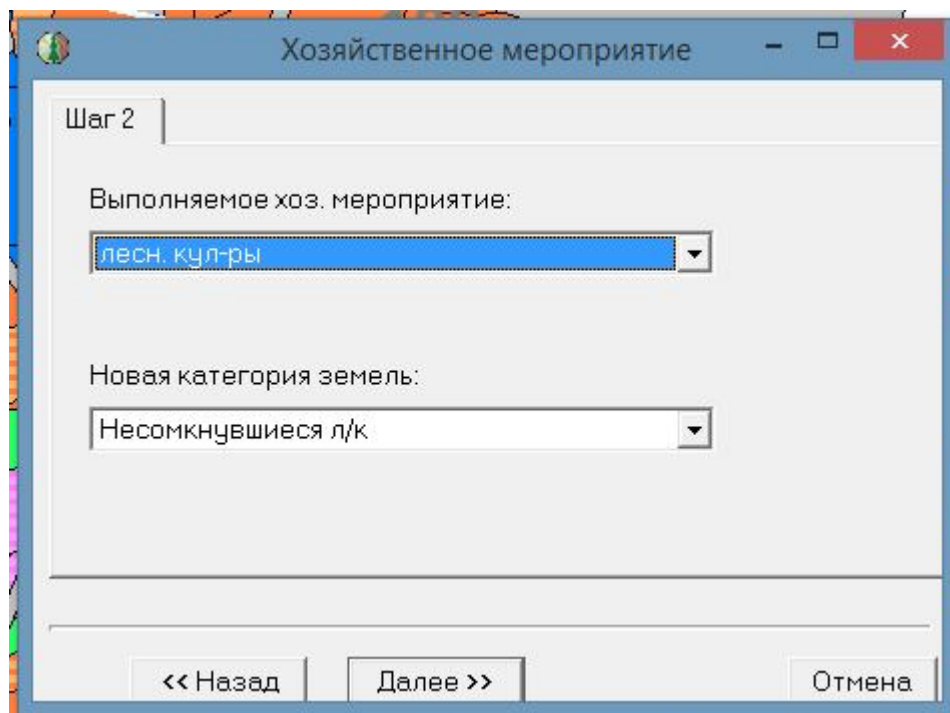 Хозяйственное мероприятие
Шаг 2
Выполняемое хоз. мероприятие:
лесн. кул-ры
Новая категория земель:
Несомкнувшиеся л/к
<< Назад
Далее >>
Отмена